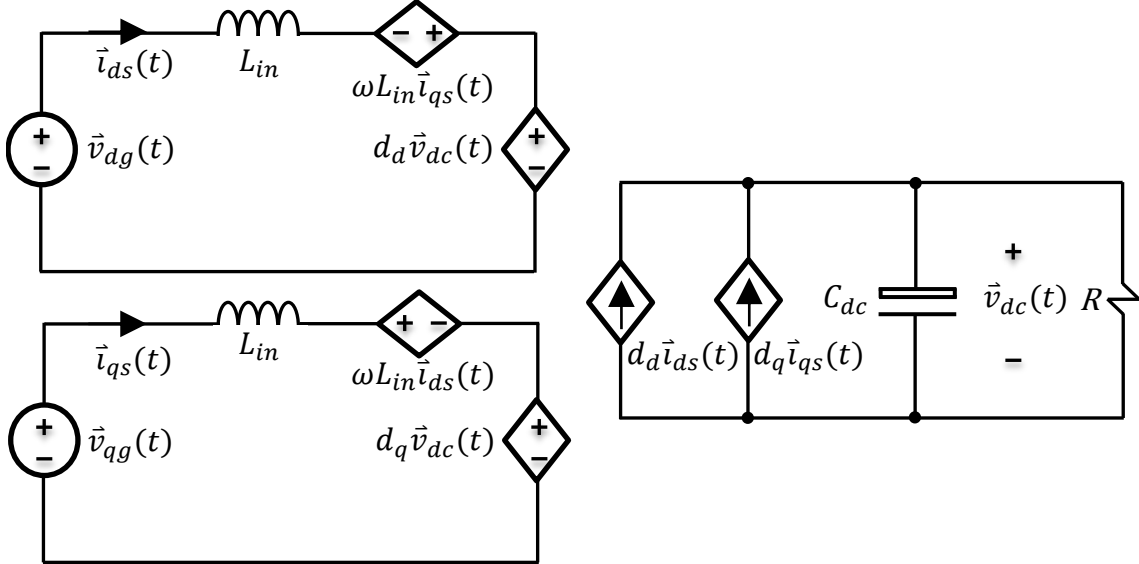 i⃗_ds(t)
L_in
− +
ωL_in i⃗_qs(t)
+
−
v⃗_dg(t)
d_d v⃗_dc(t)
+
−
i⃗_qs(t)
L_in
+ −
ωL_in i⃗_ds(t)
+
−
v⃗_qg(t)
d_q v⃗_dc(t)
+
−
d_d i⃗_ds(t)
d_q i⃗_qs(t)
C_dc
+
v⃗_dc(t)
−
R